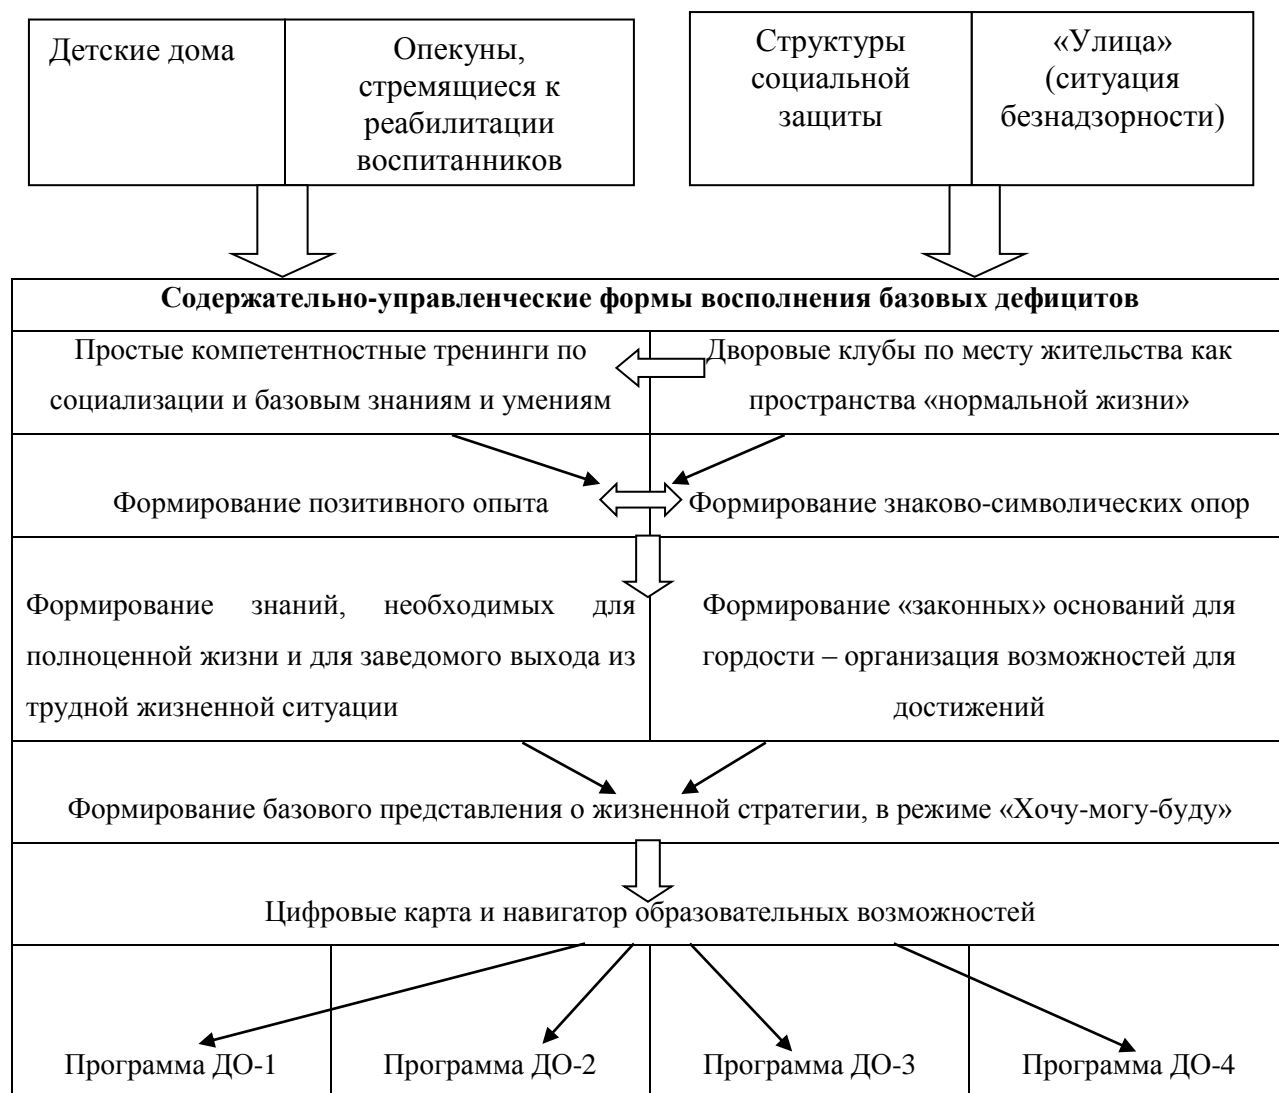 Детские дома
Опекуны,
стремящиеся к
реабилитации
воспитанников
Структуры
социальной
защиты
«Улица»
(ситуация
безнадзорности)
Содержательно-управленческие формы восполнения базовых дефицитов
Простые компетентностные тренинги по
социализации и базовым знаниям и умениям
Дворовые клубы по месту жительства как
пространства «нормальной жизни»
Формирование позитивного опыта
Формирование знаково-символических опор
Формирование знаний, необходимых для
полноценной жизни и для заведомого выхода из
трудной жизненной ситуации
Формирование «законных» оснований для
гордости – организация возможностей для
достижений
Формирование базового представления о жизненной стратегии, в режиме «Хочу-могу-буду»
Цифровые карта и навигатор образовательных возможностей
Программа ДО-1
Программа ДО-2
Программа ДО-3
Программа ДО-4